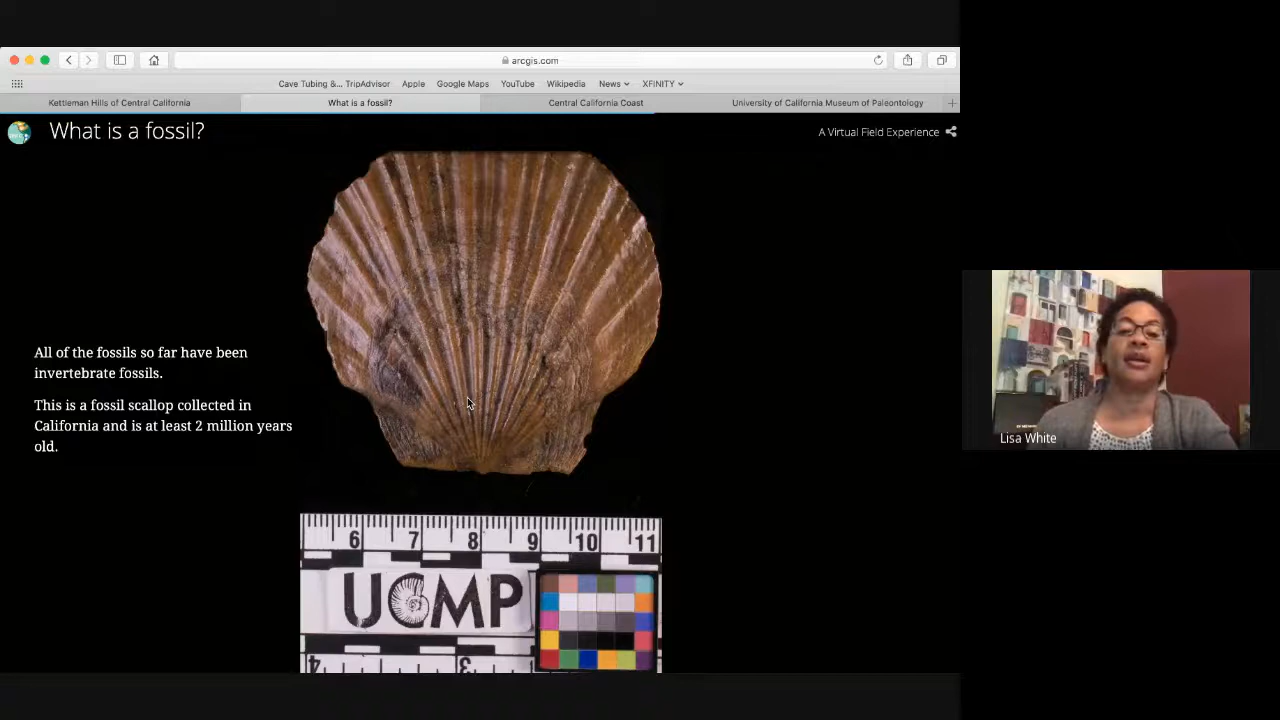 arcgis.com
Cave Tubing &... TripAdvisor Apple Google Maps YouTube Wikipedia News XFINITY
Kettleman Hills of Central California What is a fossil? Central California Coast University of California Museum of Paleontology
What is a fossil?
A Virtual Field Experience
All of the fossils so far have been
invertebrate fossils.
This is a fossil scallop collected in
California and is at least 2 million years
old.
Lisa White
6 7 8 9 10 11
UCMP
4 3